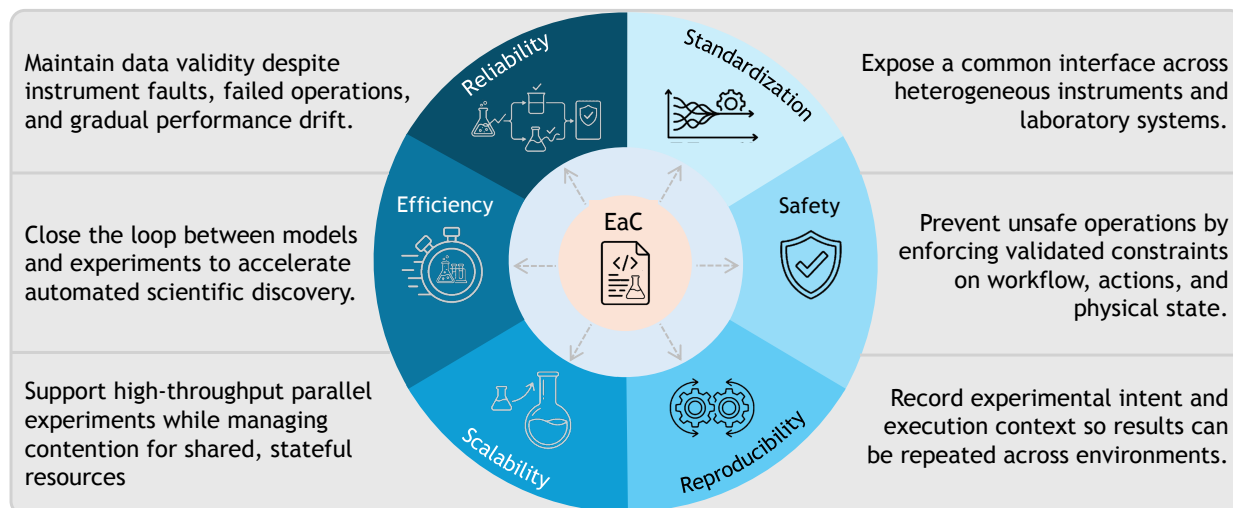 Maintain data validity despite
instrument faults, failed operations,
and gradual performance drift.
Reliability
Standardization
Expose a common interface across
heterogeneous instruments and
laboratory systems.
Close the loop between models
and experiments to accelerate
automated scientific discovery.
Efficiency
EaC
</>
Safety
Prevent unsafe operations by
enforcing validated constraints
on workflow, actions, and
physical state.
Support high-throughput parallel
experiments while managing
contention for shared, stateful
resources
Scalability
Reproducibility
Record experimental intent and
execution context so results can
be repeated across environments.